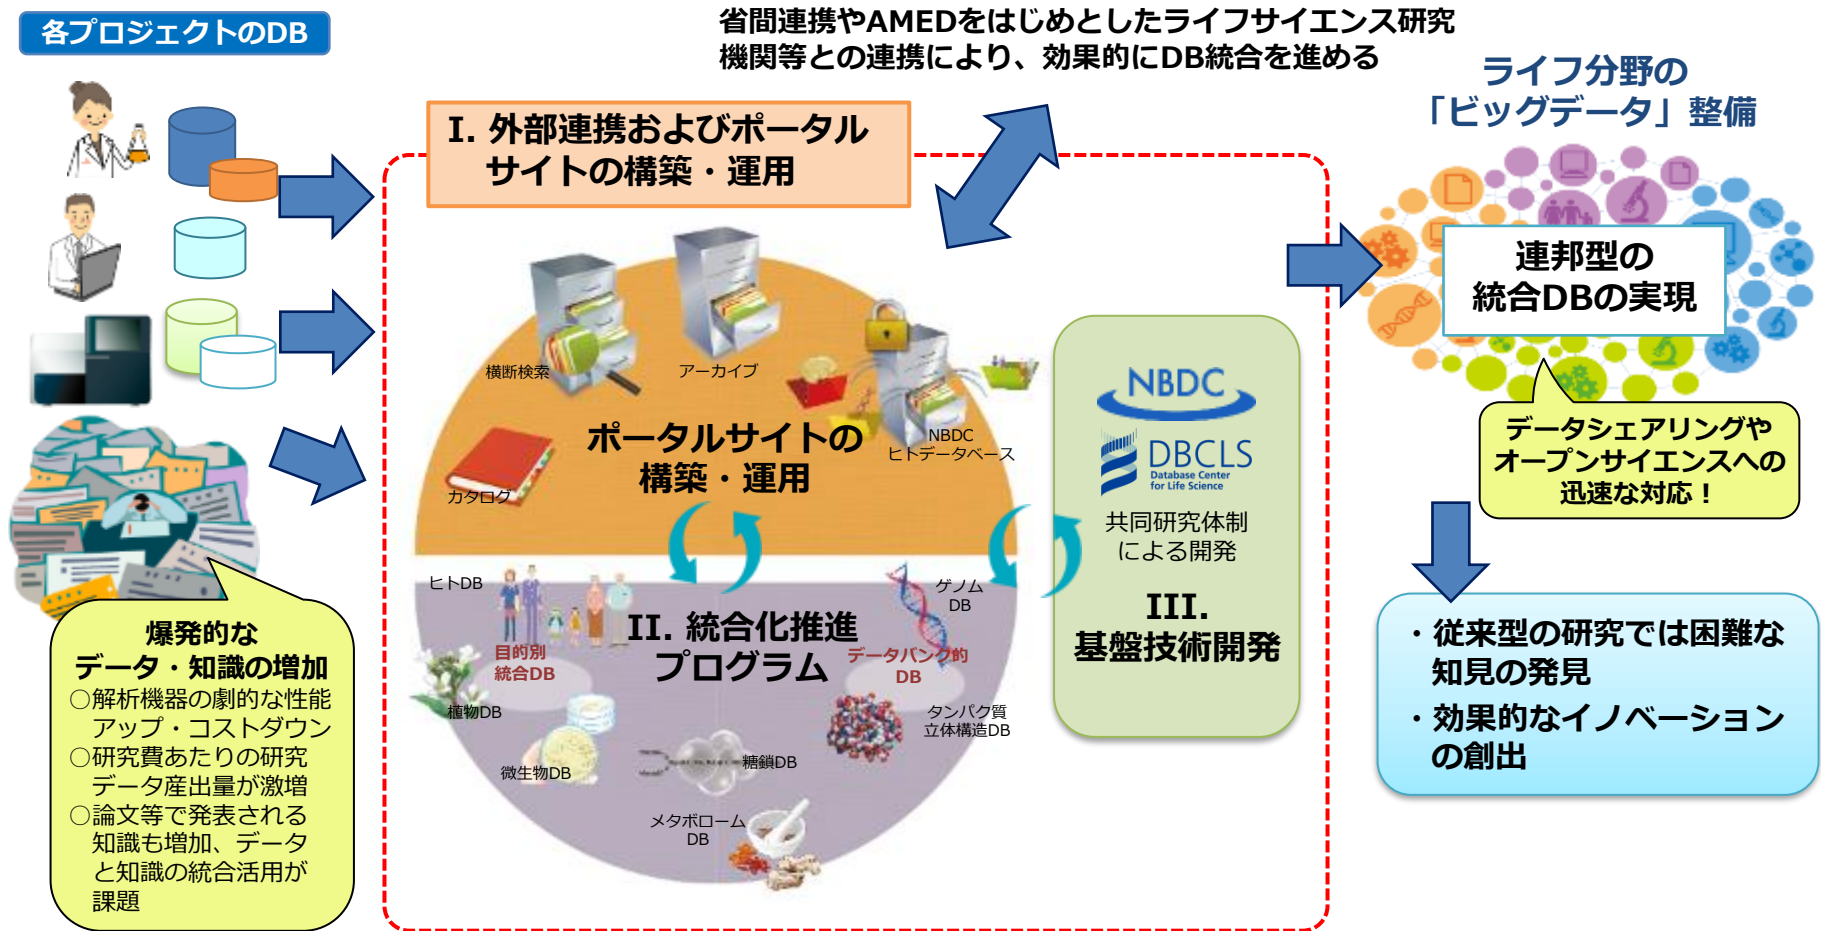 各プロジェクトのDB
省間連携やAMEDをはじめとしたライフサイエンス研究
機関等との連携により、効果的にDB統合を進める
ライフ分野の
「ビッグデータ」整備
I. 外部連携およびポータル
サイトの構築・運用
連邦型の
統合DBの実現
横断検索
アーカイブ
NBDC
ヒトデータベース
カタログ
ポータルサイトの
構築・運用
NBDC
DBCLS
Database Center
for Life Science
共同研究体制
による開発
III.
基盤技術開発
データシェアリングや
オープンサイエンスへの
迅速な対応！
ヒトDB
ゲノム
DB
II. 統合化推進
プログラム
目的別
統合DB
データバンク的
DB
植物DB
タンパク質
立体構造DB
微生物DB
糖鎖DB
メタボローム
DB
爆発的な
データ・知識の増加
○解析機器の劇的な性能
アップ・コストダウン
○研究費あたりの研究
データ産出量が激増
○論文等で発表される
知識も増加、データ
と知識の統合活用が
課題
・従来型の研究では困難な
知見の発見
・効果的なイノベーション
の創出